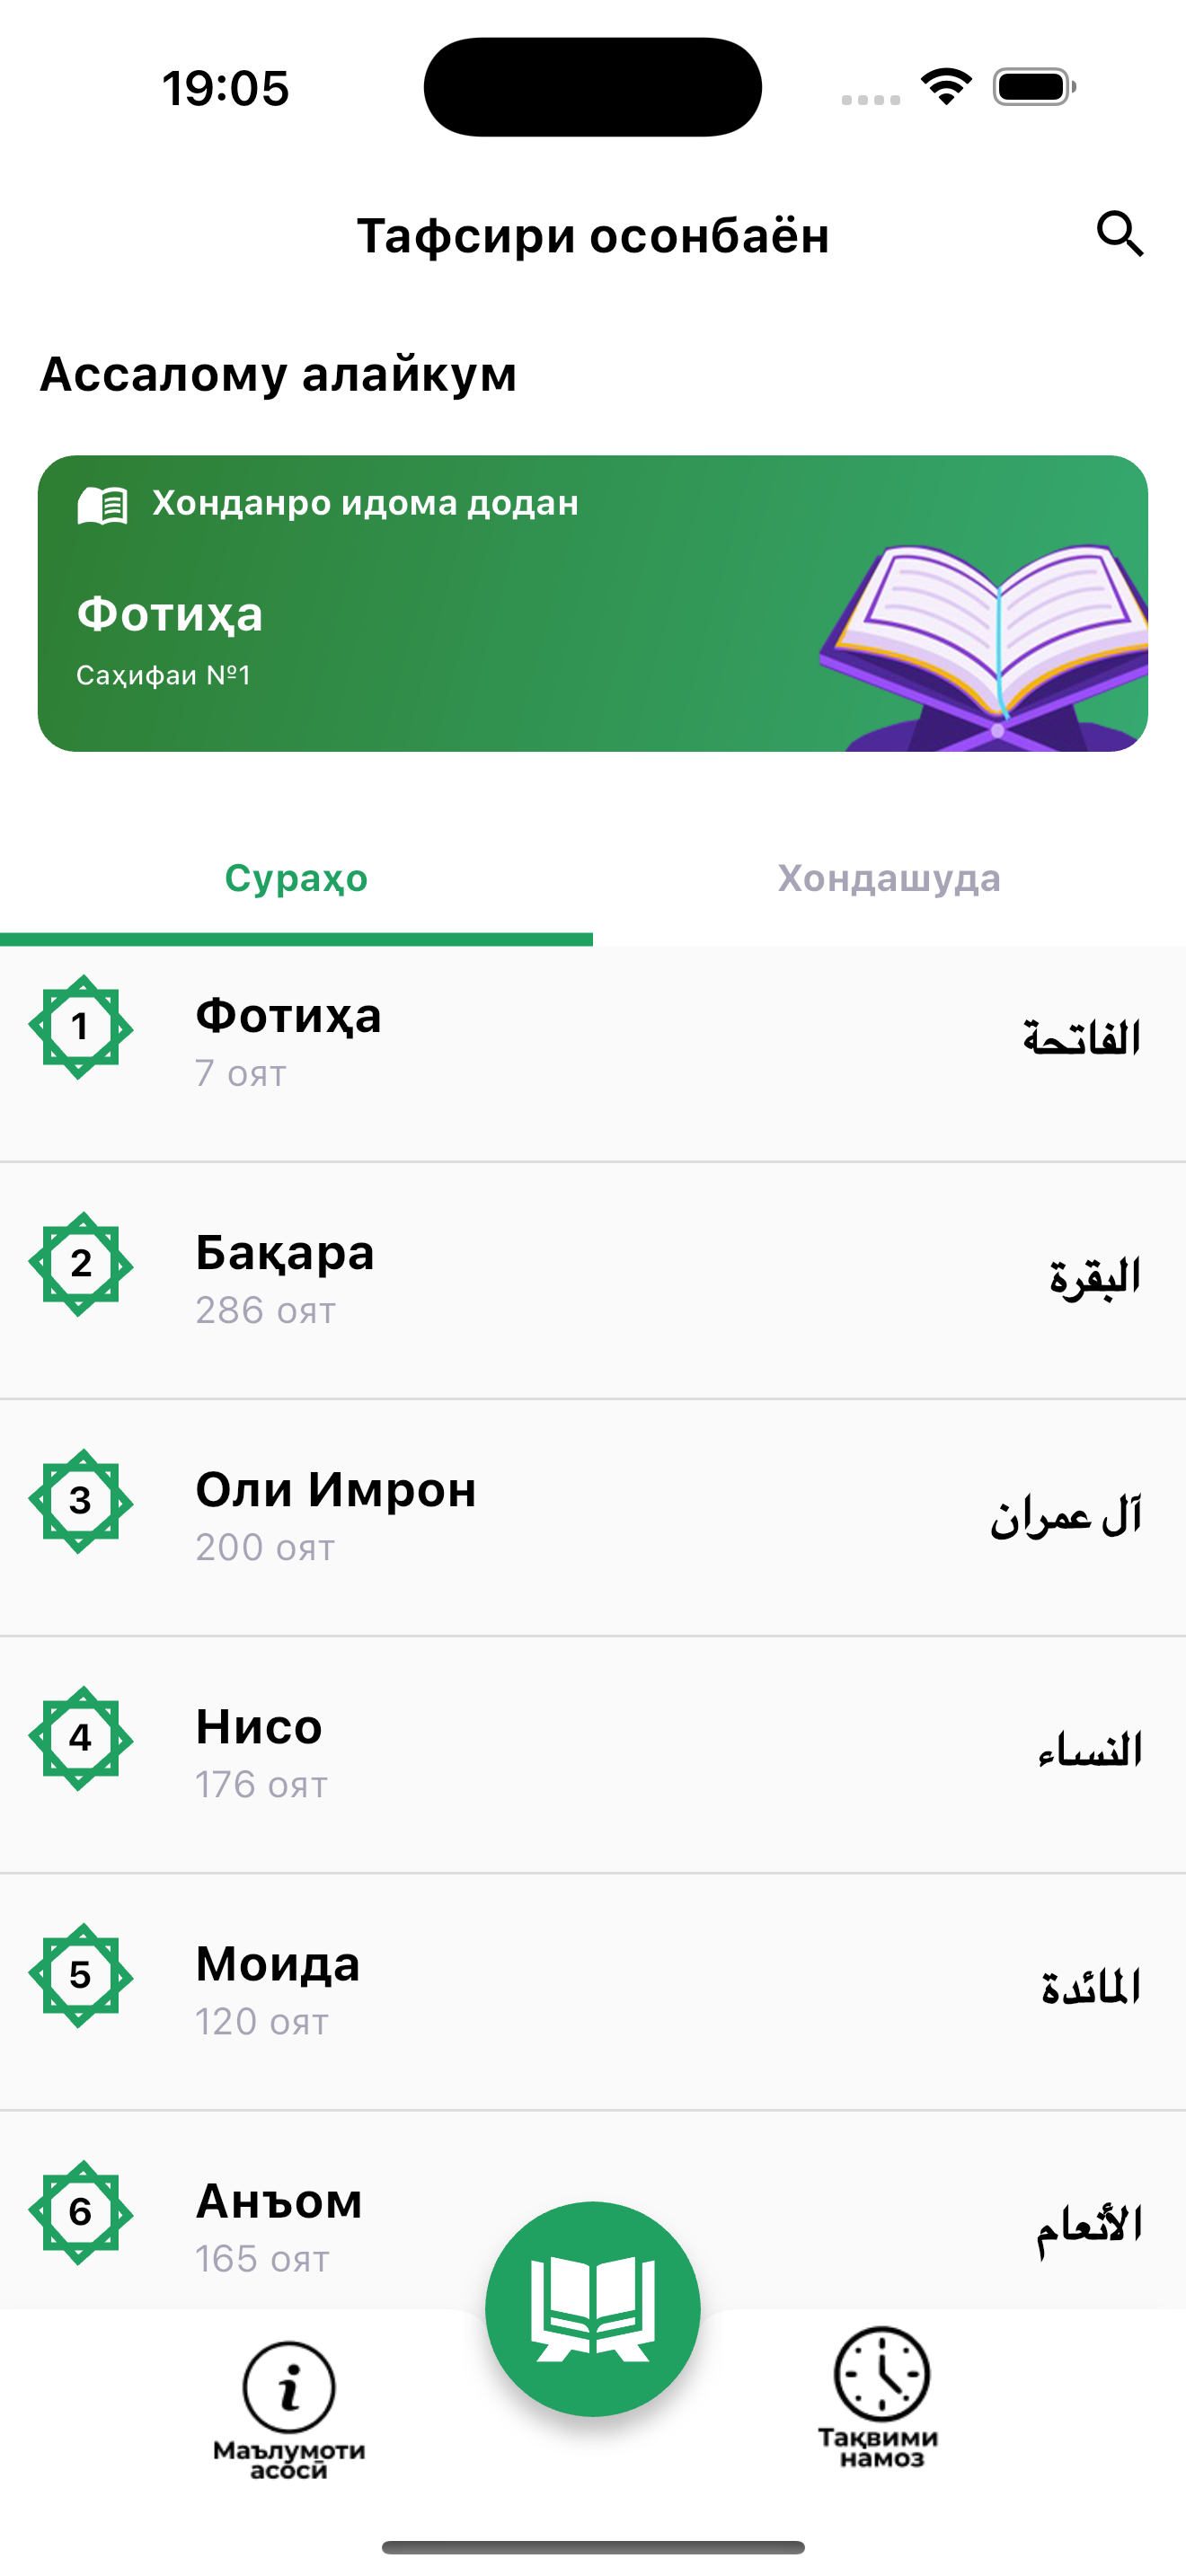 19:05
Тафсири осонбаён
Ассалому алайкум
Хонданро идома додан
Фотиҳа
Саҳифаи №1
Сураҳо
Хондашуда
1
Фотиҳа
7 оят
الفاتحة
2
Бақара
286 оят
البقرة
3
Оли Имрон
200 оят
آل عمران
4
Нисо
176 оят
النساء
5
Моида
120 оят
المائدة
6
Анъом
165 оят
الأنعام
Маълумоти
асосӣ
Тақвими
намоз